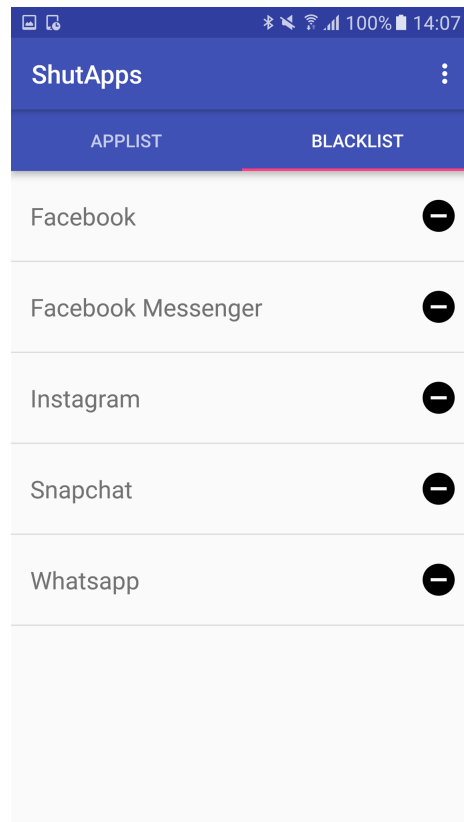 100% 14:07
ShutApps
APPLIST BLACKLIST
Facebook
Facebook Messenger
Instagram
Snapchat
Whatsapp